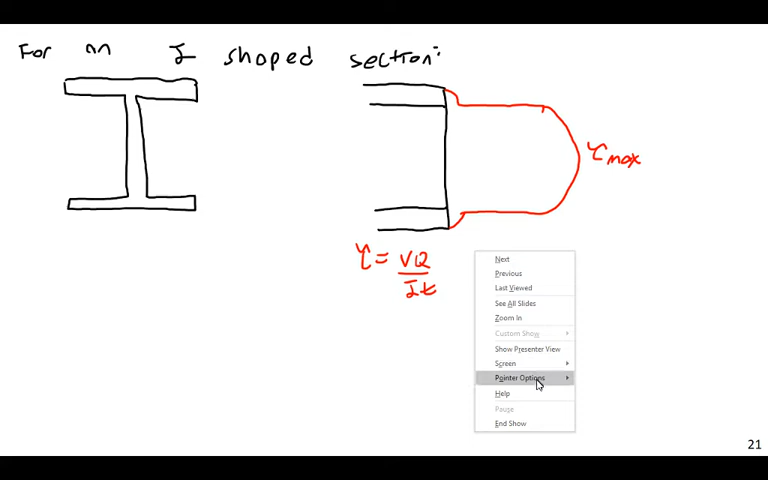 For an I shaped section:
τmax
τ = VQ
It
Next
Previous
Last Viewed
See All Slides
Zoom In
Custom Show
Show Presenter View
Screen
Pointer Options
Help
Pause
End Show
21